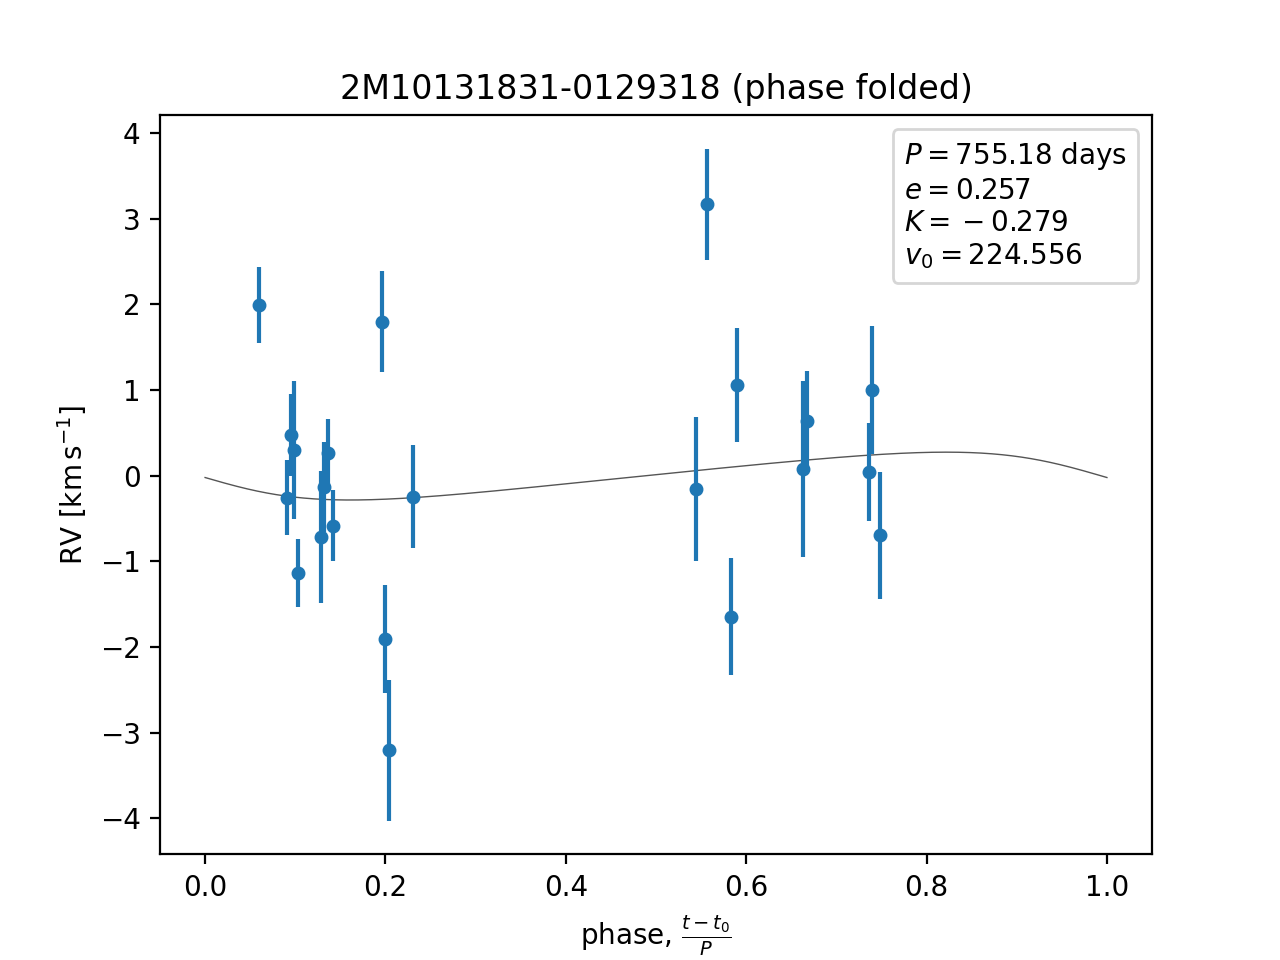 2M10131831-0129318 (phase folded)
P = 755.18 days
e = 0.257
K = −0.279
v₀ = 224.556
RV [km s⁻¹]
4
3
2
1
0
−1
−2
−3
−4
0.0 0.2 0.4 0.6 0.8 1.0
phase, (t − t₀)/P